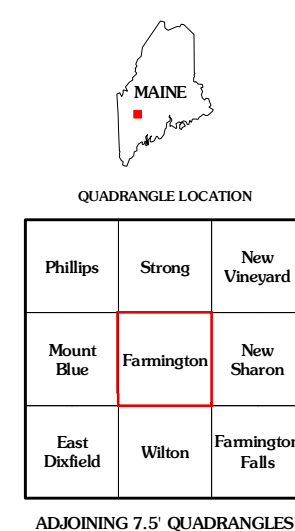 MAINE
QUADRANGLE LOCATION
Phillips
Strong
New
Vineyard
Mount
Blue
Farmington
New
Sharon
East
Dixfield
Wilton
Farmington
Falls
ADJOINING 7.5' QUADRANGLES